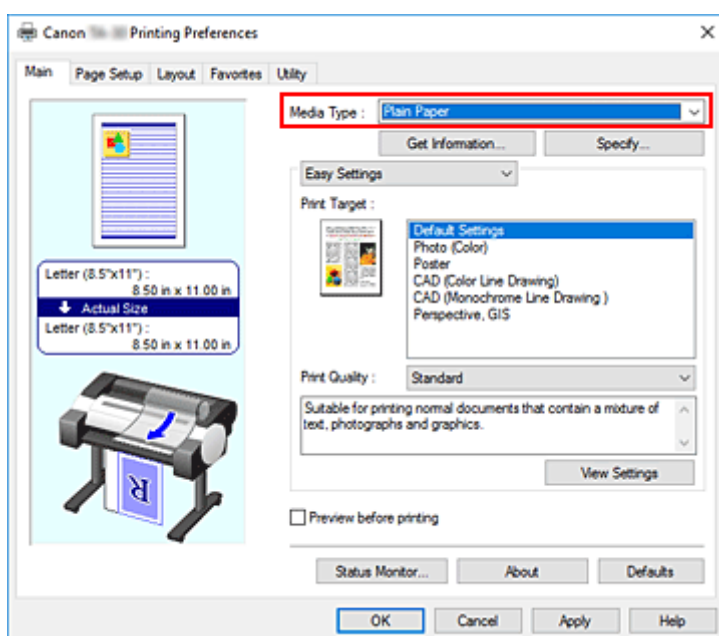 Canon Printing Preferences
Main Page Setup Layout Favorites Utility
Media Type : Plain Paper
Get Information... Specify...
Easy Settings
Print Target :
Default Settings
Photo (Color)
Poster
CAD (Color Line Drawing)
CAD (Monochrome Line Drawing )
Perspective, GIS
Letter (8.5"x11") :
8.50 in x 11.00 in
Actual Size
Letter (8.5"x11") :
8.50 in x 11.00 in
Print Quality : Standard
Suitable for printing normal documents that contain a mixture of
text, photographs and graphics.
R
View Settings
Preview before printing
Status Monitor... About Defaults
OK Cancel Apply Help